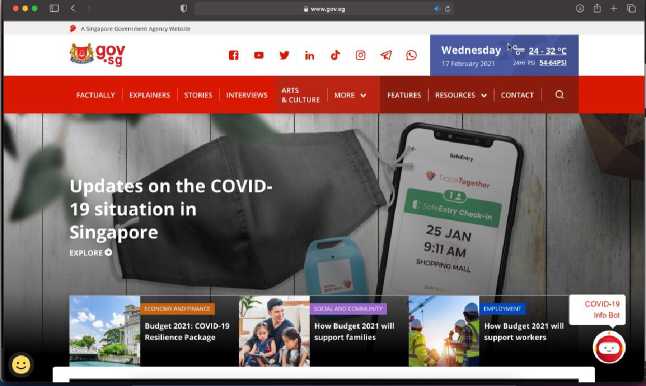 www.gov.sg
A Singapore Government Agency Website
gov
.sg
Wednesday
24 - 32 °C
17 February 2021
24Hr PSI 54-64PSI
FACTUALLY
EXPLAINERS
STORIES
INTERVIEWS
ARTS
& CULTURE
MORE
FEATURES
RESOURCES
CONTACT
SafeEntry
TraceTogether
1
SafeEntry Check-in
25 JAN
9:11 AM
SHOPPING MALL
Updates on the COVID-
19 situation in
Singapore
EXPLORE
ECONOMY AND FINANCE
Budget 2021: COVID-19
Resilience Package
SOCIAL AND COMMUNITY
How Budget 2021 will
support families
EMPLOYMENT
How Budget 2021 will
support workers
COVID-19
Info Bot